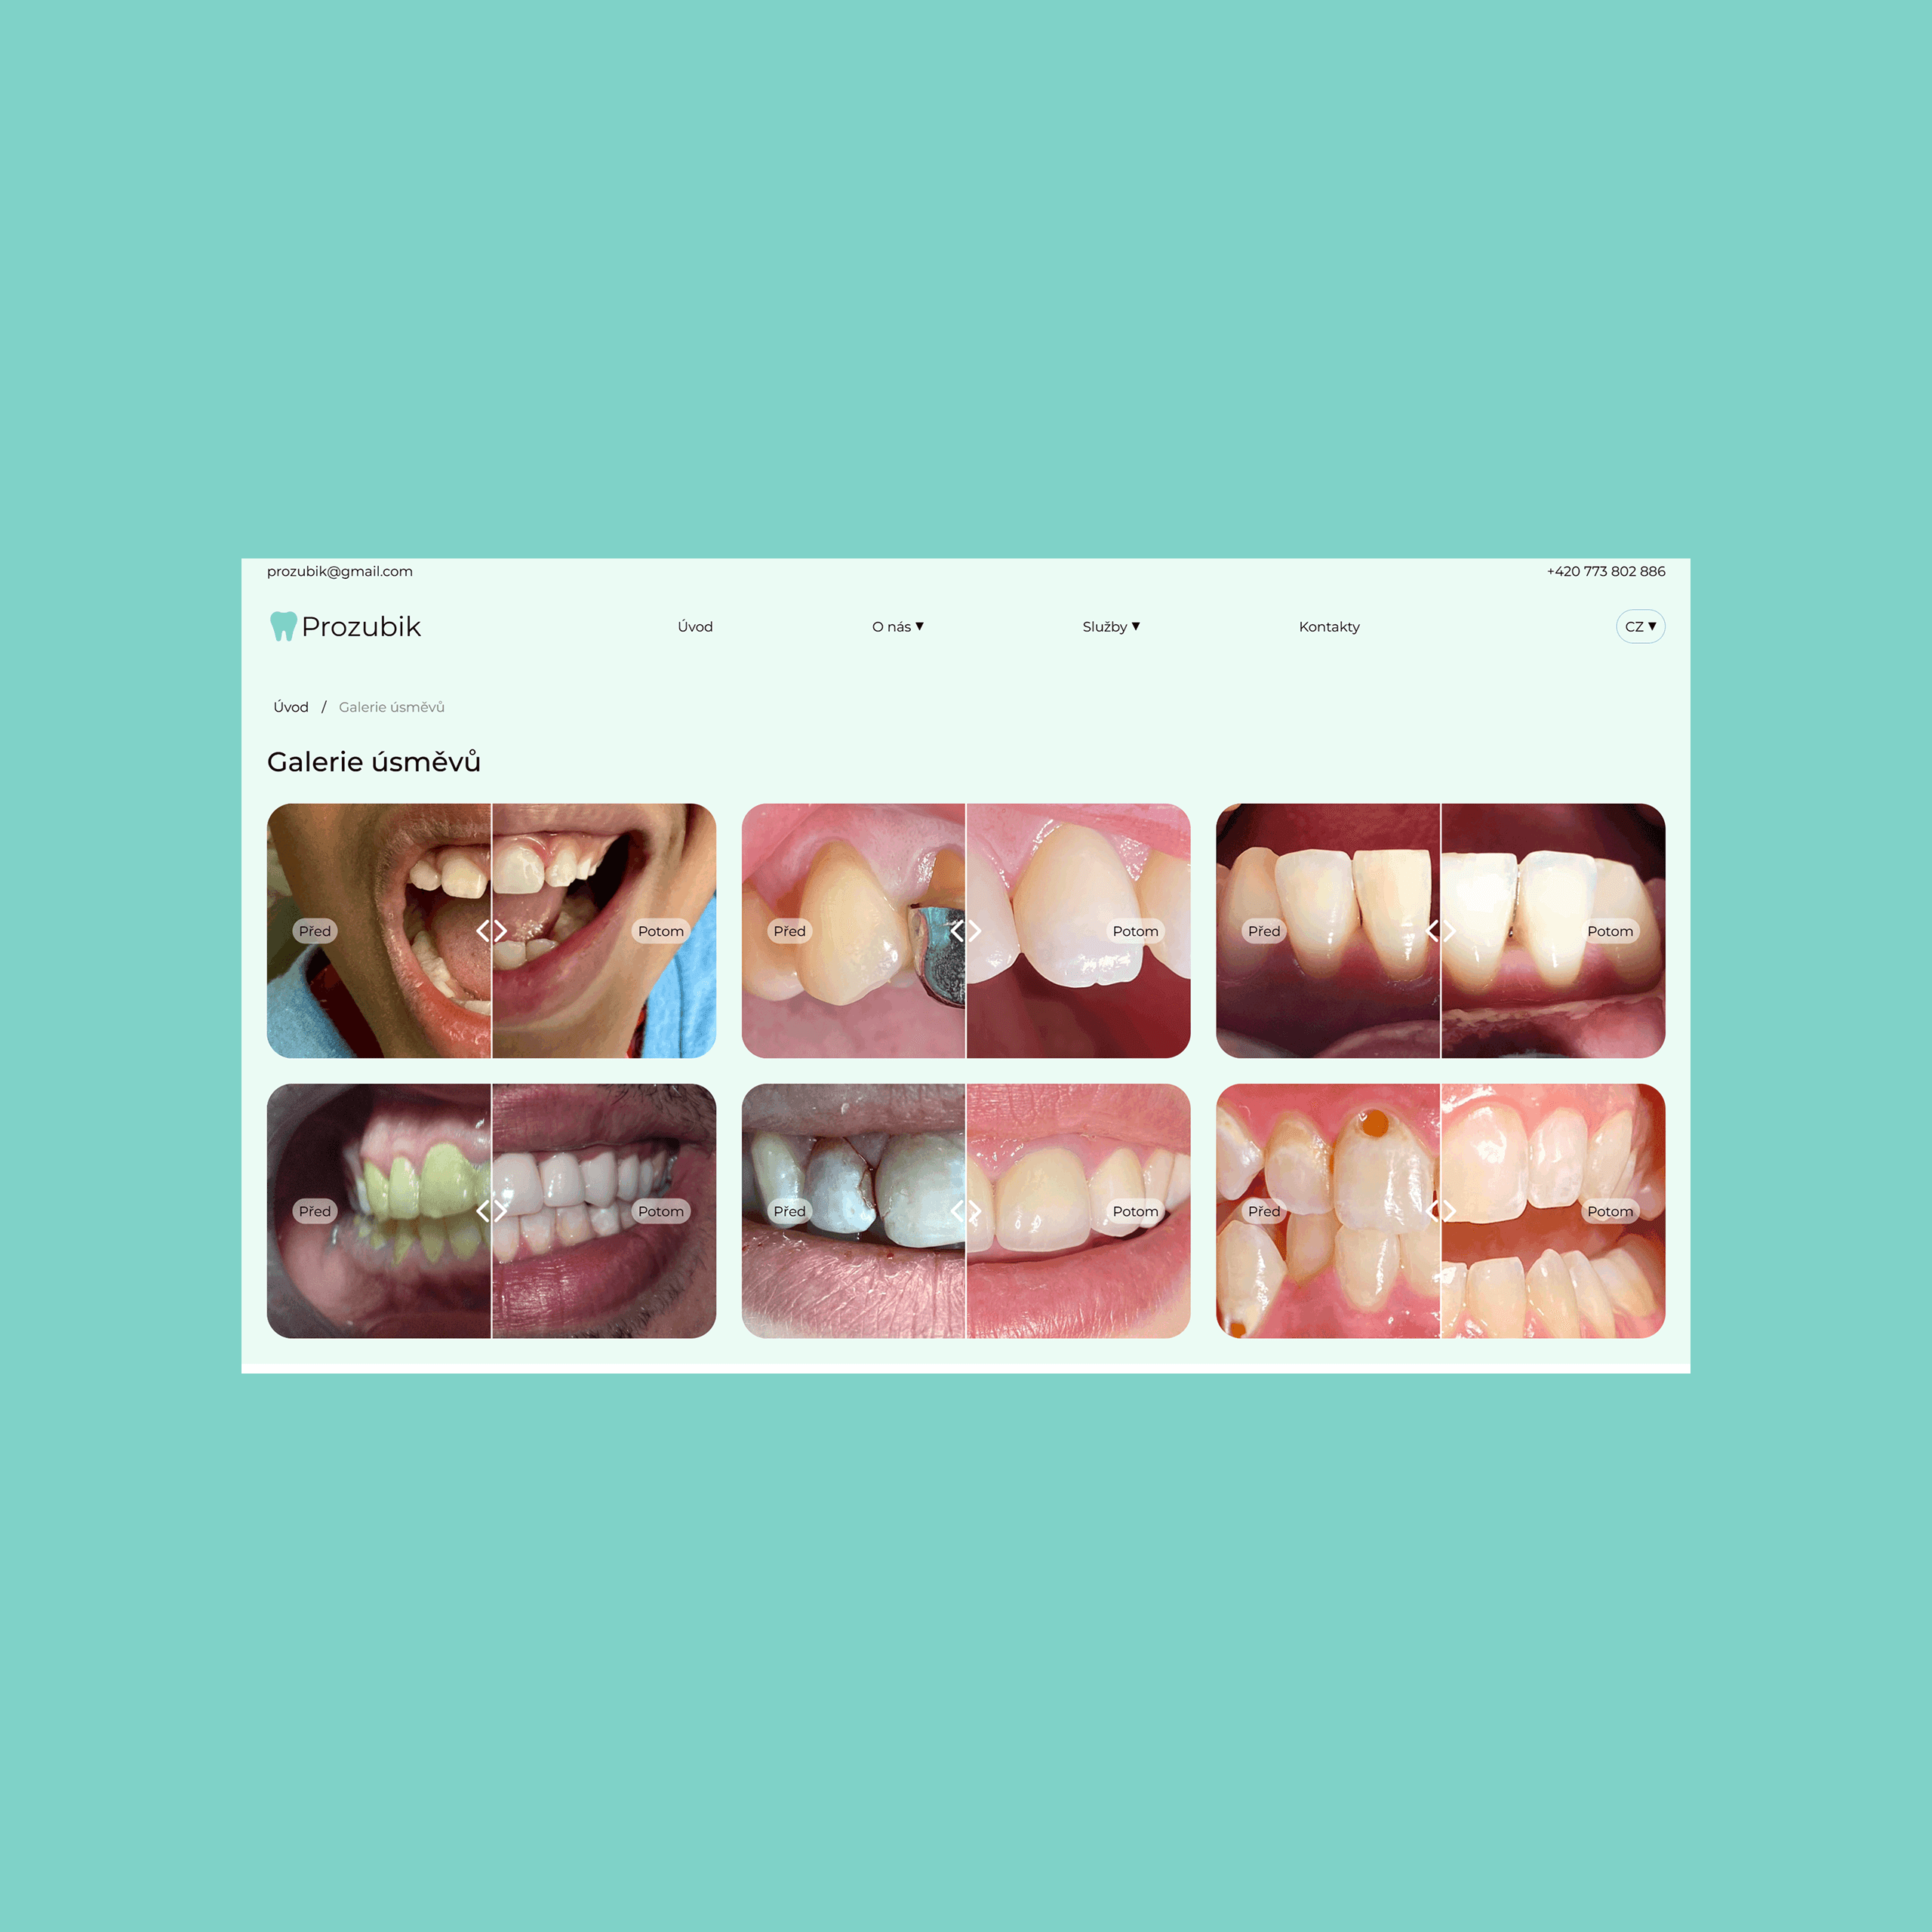 prozubik@gmail.com +420 773 802 886
Prozubik Úvod O nás ▼ Služby ▼ Kontakty CZ ▼
Úvod / Galerie úsměvů
Galerie úsměvů
Před Potom Před Potom Před Potom
Před Potom Před Potom Před Potom